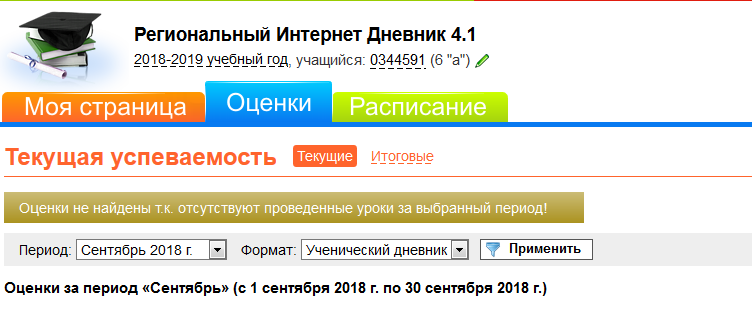 Региональный Интернет Дневник 4.1
2018-2019 учебный год, учащийся: 0344591 (6 "а")
Моя страница Оценки Расписание
Текущая успеваемость Текущие Итоговые
Оценки не найдены т.к. отсутствуют проведенные уроки за выбранный период!
Период: Сентябрь 2018 г. Формат: Ученический дневник Применить
Оценки за период «Сентябрь» (с 1 сентября 2018 г. по 30 сентября 2018 г.)